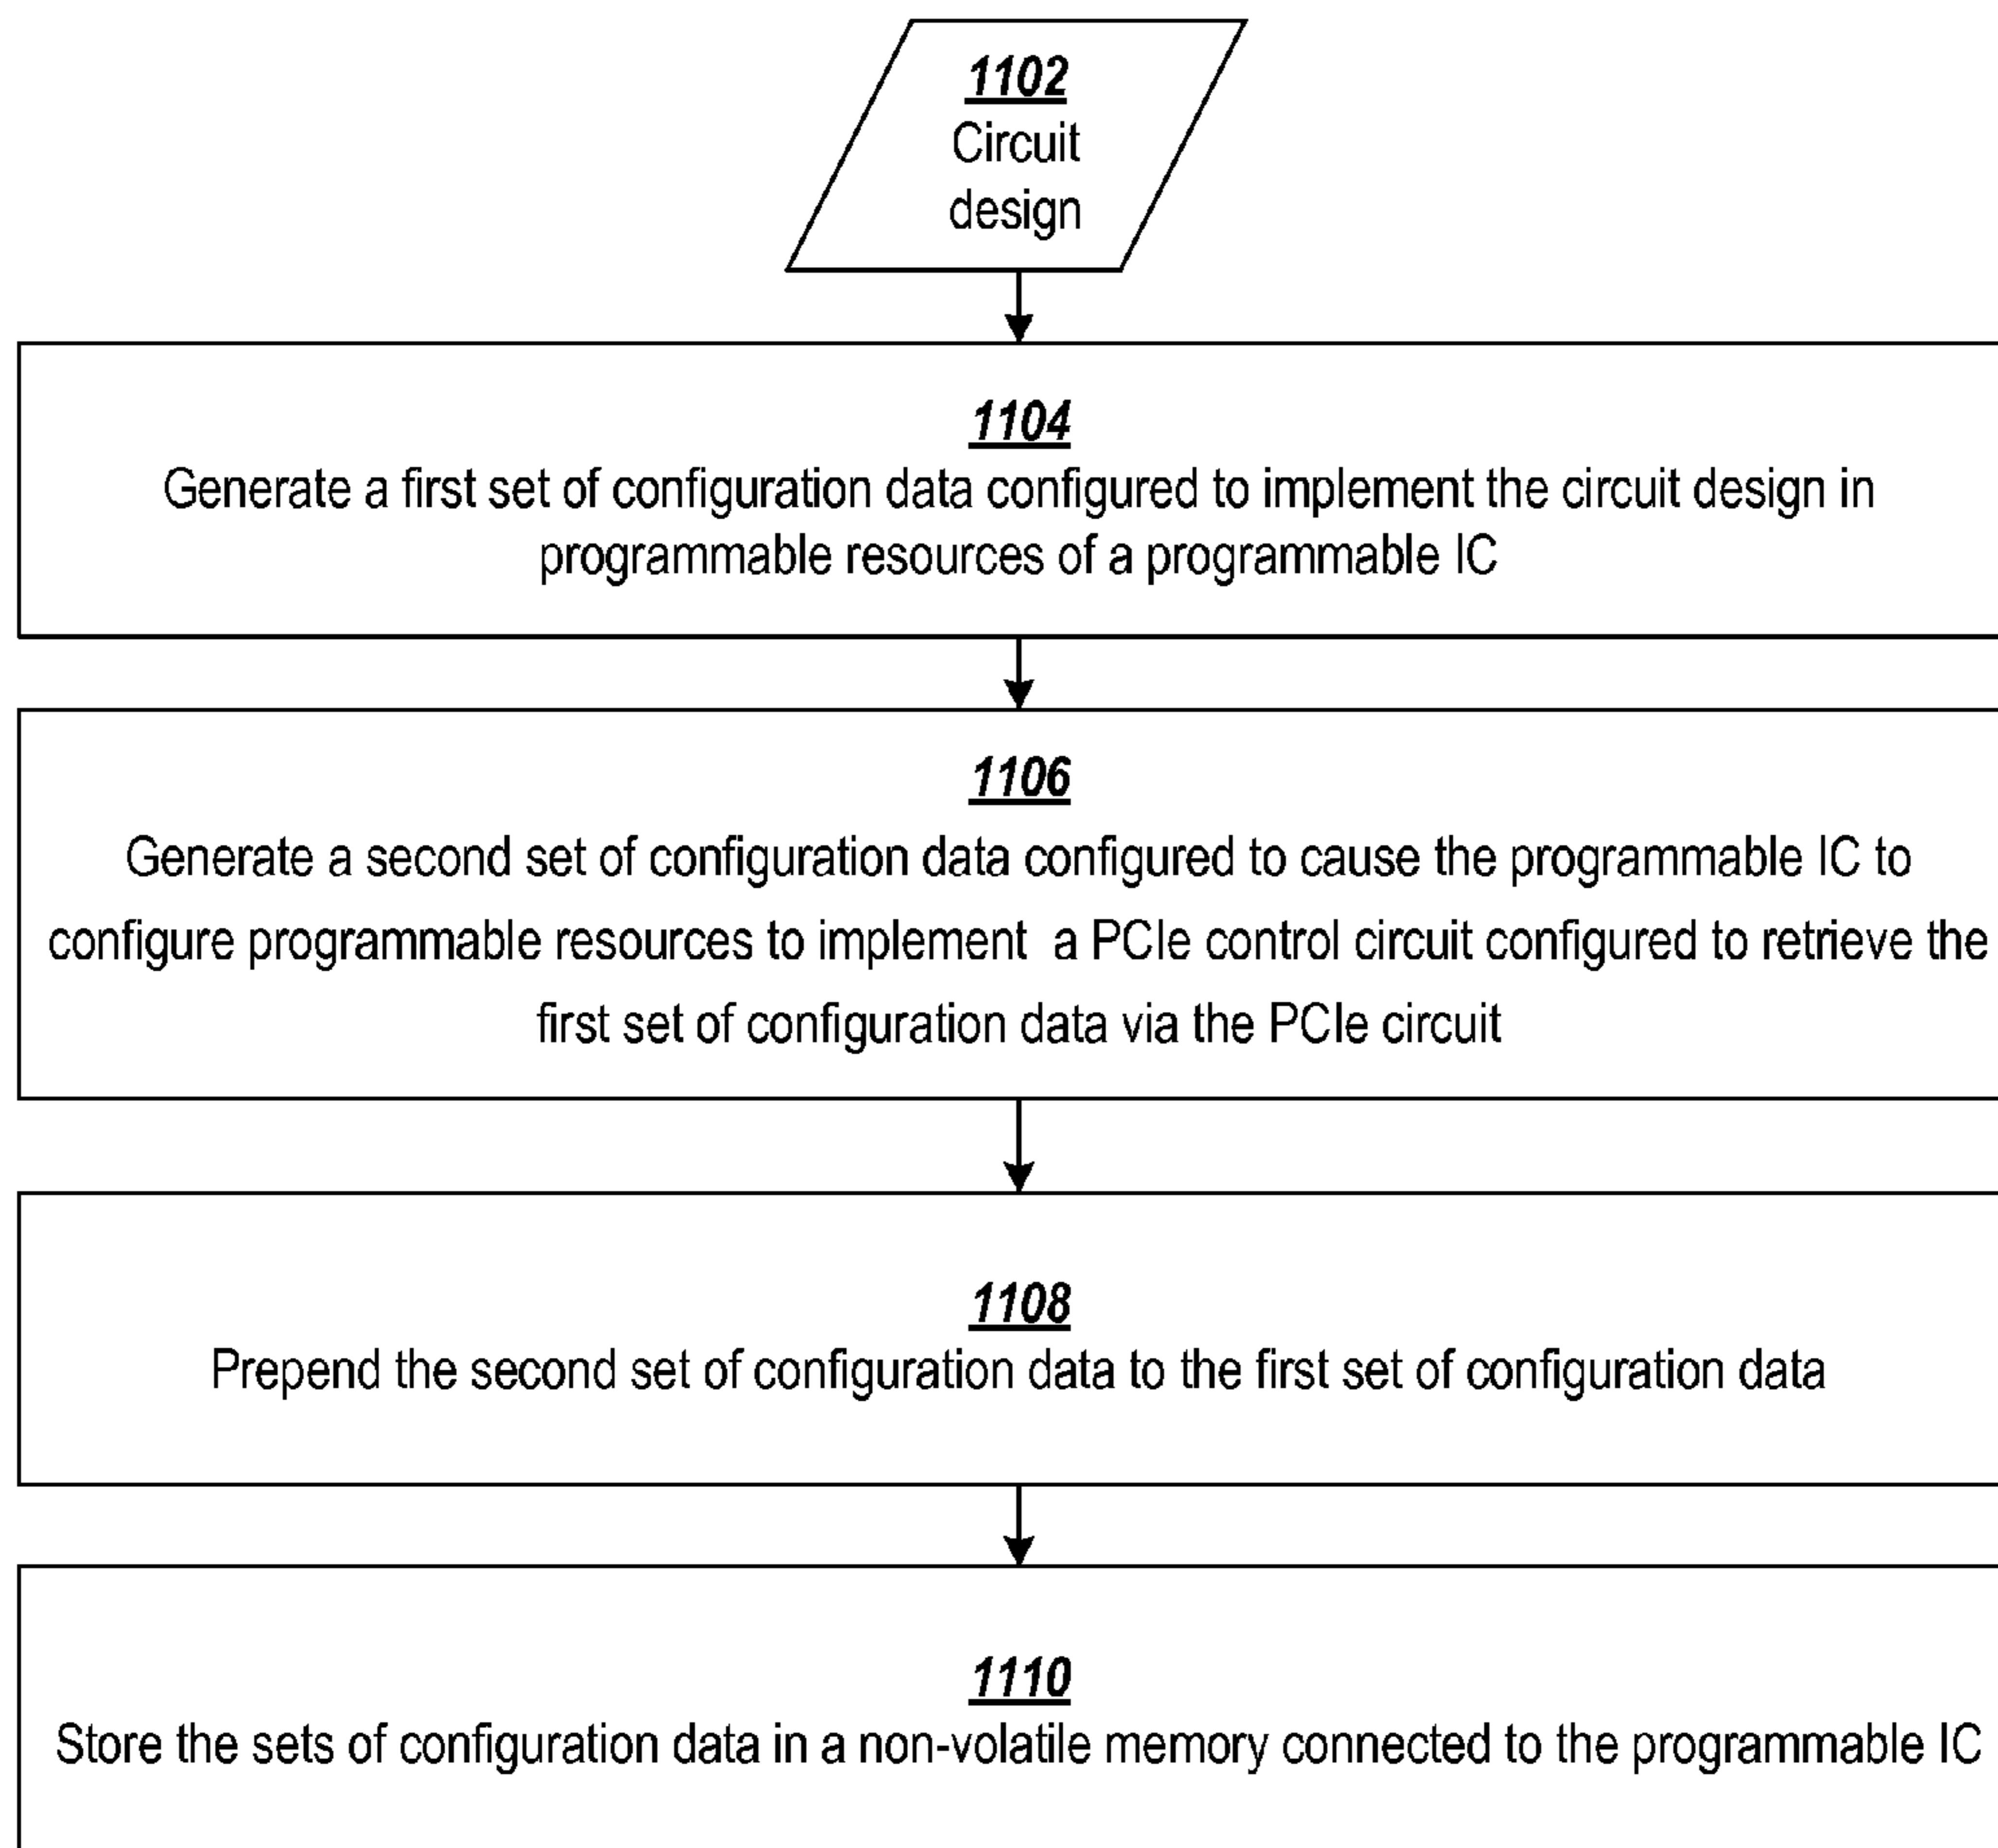 1102
Circuit
design
1104
Generate a first set of configuration data configured to implement the circuit design in
programmable resources of a programmable IC
1106
Generate a second set of configuration data configured to cause the programmable IC to
configure programmable resources to implement a PCIe control circuit configured to retrieve the
first set of configuration data via the PCIe circuit
1108
Prepend the second set of configuration data to the first set of configuration data
1110
Store the sets of configuration data in a non-volatile memory connected to the programmable IC